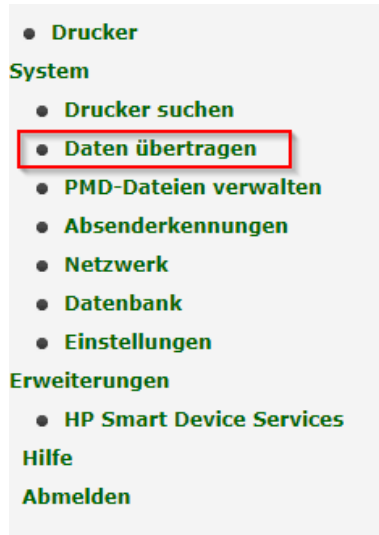 Drucker
System
Drucker suchen
Daten übertragen
PMD-Dateien verwalten
Absenderkennungen
Netzwerk
Datenbank
Einstellungen
Erweiterungen
HP Smart Device Services
Hilfe
Abmelden